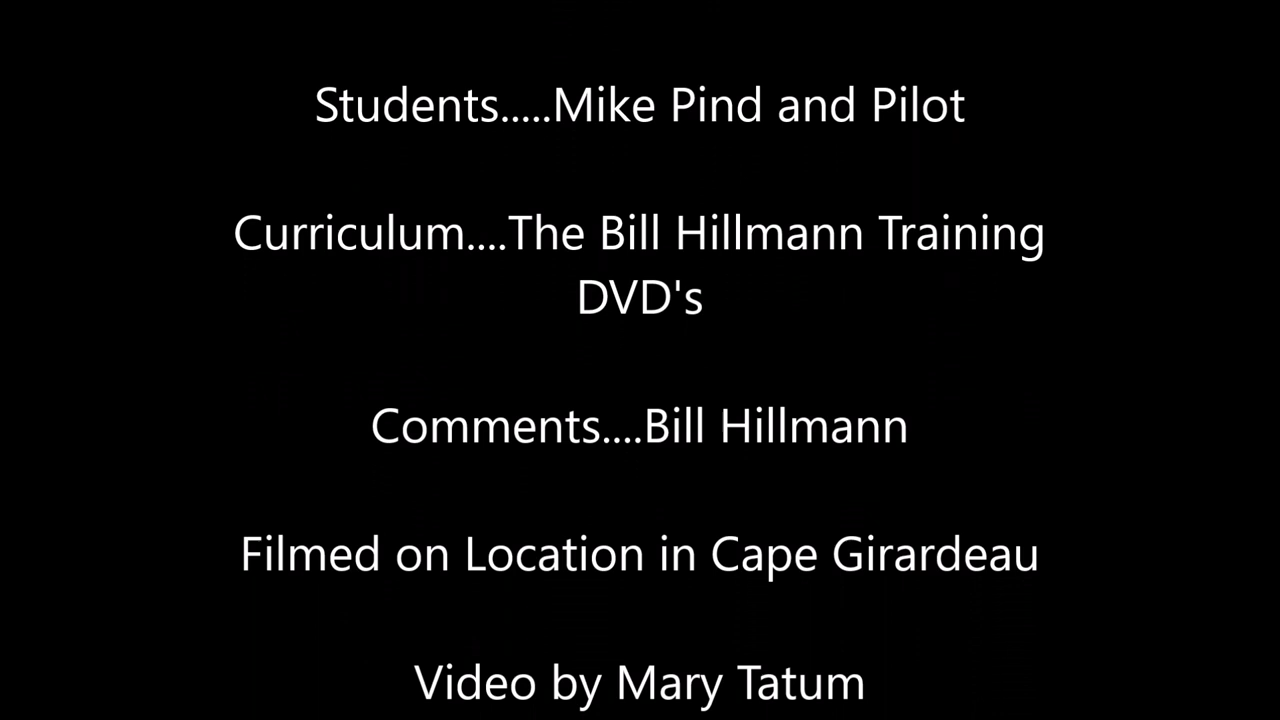 Students.....Mike Pind and Pilot
Curriculum....The Bill Hillmann Training
DVD's
Comments....Bill Hillmann
Filmed on Location in Cape Girardeau
Video by Mary Tatum